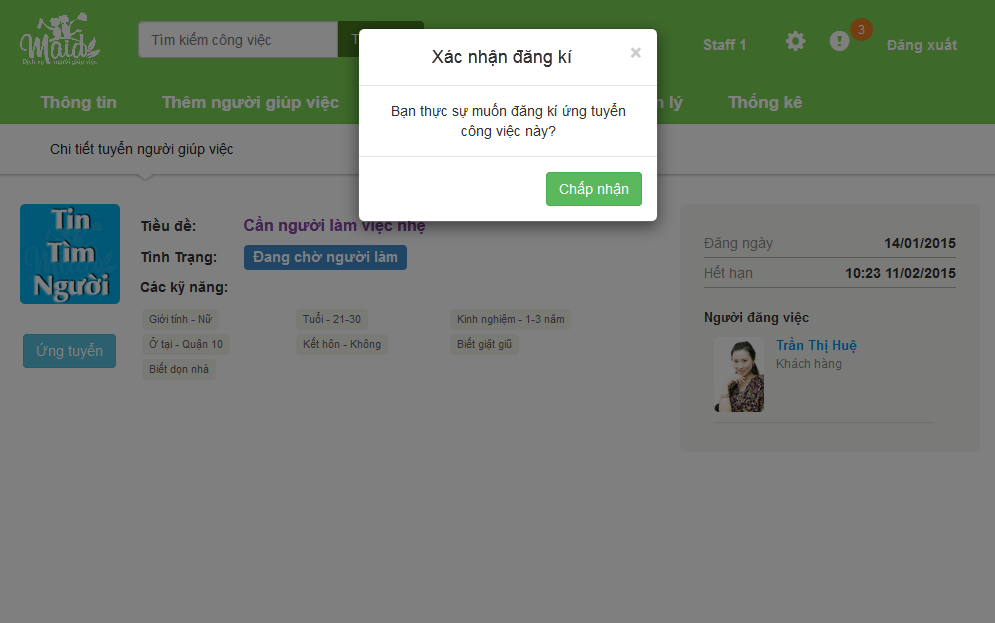 Maid
Dịch vụ người giúp việc
Tìm kiếm công việc
T
Staff 1
3
Đăng xuất
Thông tin
Thêm người giúp việc
n lý
Thống kê
Xác nhận đăng kí
×
Bạn thực sự muốn đăng kí ứng tuyển
công việc này?
Chấp nhận
Chi tiết tuyển người giúp việc
Tin
Tìm
Người
Ứng tuyển
Tiêu đề: Cần người làm việc nhẹ
Tình Trạng: Đang chờ người làm
Các kỹ năng:
Giới tính - Nữ
Tuổi - 21-30
Kinh nghiệm - 1-3 năm
Ở tại - Quận 10
Kết hôn - Không
Biết giặt giũ
Biết dọn nhà
Đăng ngày 14/01/2015
Hết hạn 10:23 11/02/2015
Người đăng việc
Trần Thị Huệ
Khách hàng